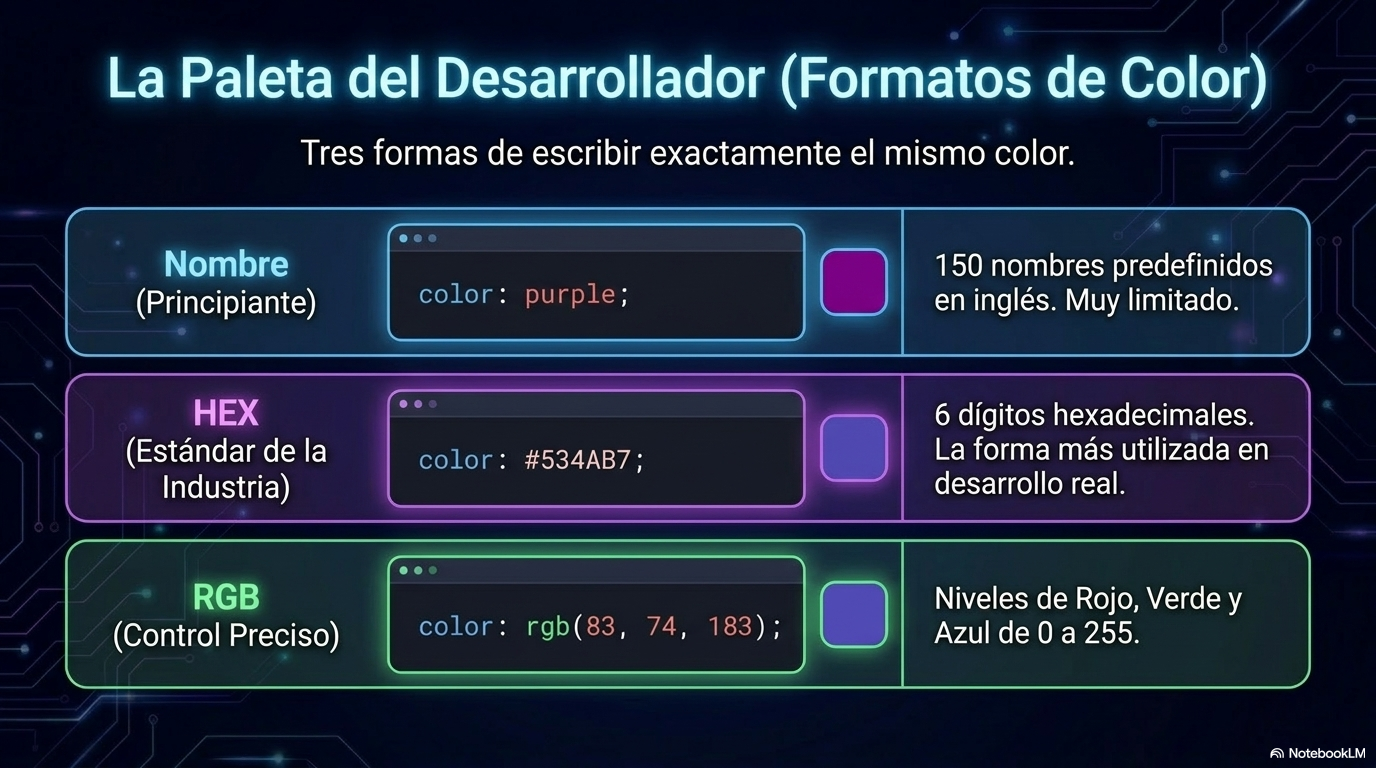 La Paleta del Desarrollador (Formatos de Color)
Tres formas de escribir exactamente el mismo color.
Nombre
(Principiante)
color: purple;
150 nombres predefinidos
en inglés. Muy limitado.
HEX
(Estándar de la
Industria)
color: #534AB7;
6 dígitos hexadecimales.
La forma más utilizada en
desarrollo real.
RGB
(Control Preciso)
color: rgb(83, 74, 183);
Niveles de Rojo, Verde y
Azul de 0 a 255.
NotebookLM